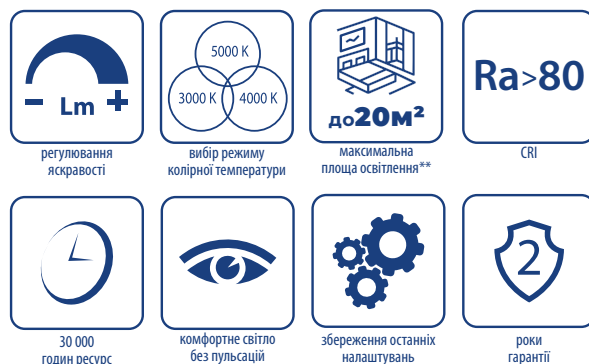 5000 K
3000 K 4000 K
- Lm +
до20м²
Ra>80
регулювання
яскравості
вибір режиму
колірної температури
максимальна
площа освітлення**
CRI
2
30 000
годин ресурс
комфортне світло
без пульсацій
збереження останніх
налаштувань
роки
гарантії